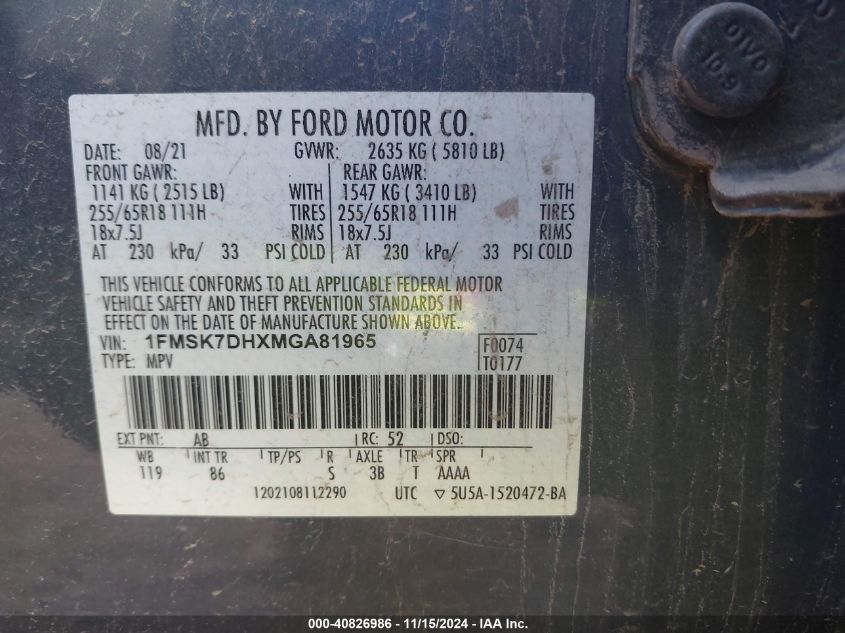 OTVO
10.9
MFD. BY FORD MOTOR CO.
DATE: 08/21 GVWR: 2635 KG ( 5810 LB)
FRONT GAWR: REAR GAWR:
1141 KG ( 2515 LB) WITH 1547 KG ( 3410 LB) WITH
255/65R18 111H TIRES 255/65R18 111H TIRES
18x7.5J RIMS 18x7.5J RIMS
AT 230 kPa/ 33 PSI COLD AT 230 kPa/ 33 PSI COLD
THIS VEHICLE CONFORMS TO ALL APPLICABLE FEDERAL MOTOR
VEHICLE SAFETY AND THEFT PREVENTION STANDARDS IN
EFFECT ON THE DATE OF MANUFACTURE SHOWN ABOVE.
VIN: 1FMSK7DHXMGA81965 F0074
TYPE: MPV T0177
EXT PNT: AB RC: 52 DSO:
WB INT TR TP/PS R AXLE TR SPR
119 86 S 3B T AAAA
1202108112290 UTC ▽ 5U5A-1520472-BA
000-40826986 - 11/15/2024 - IAA Inc.